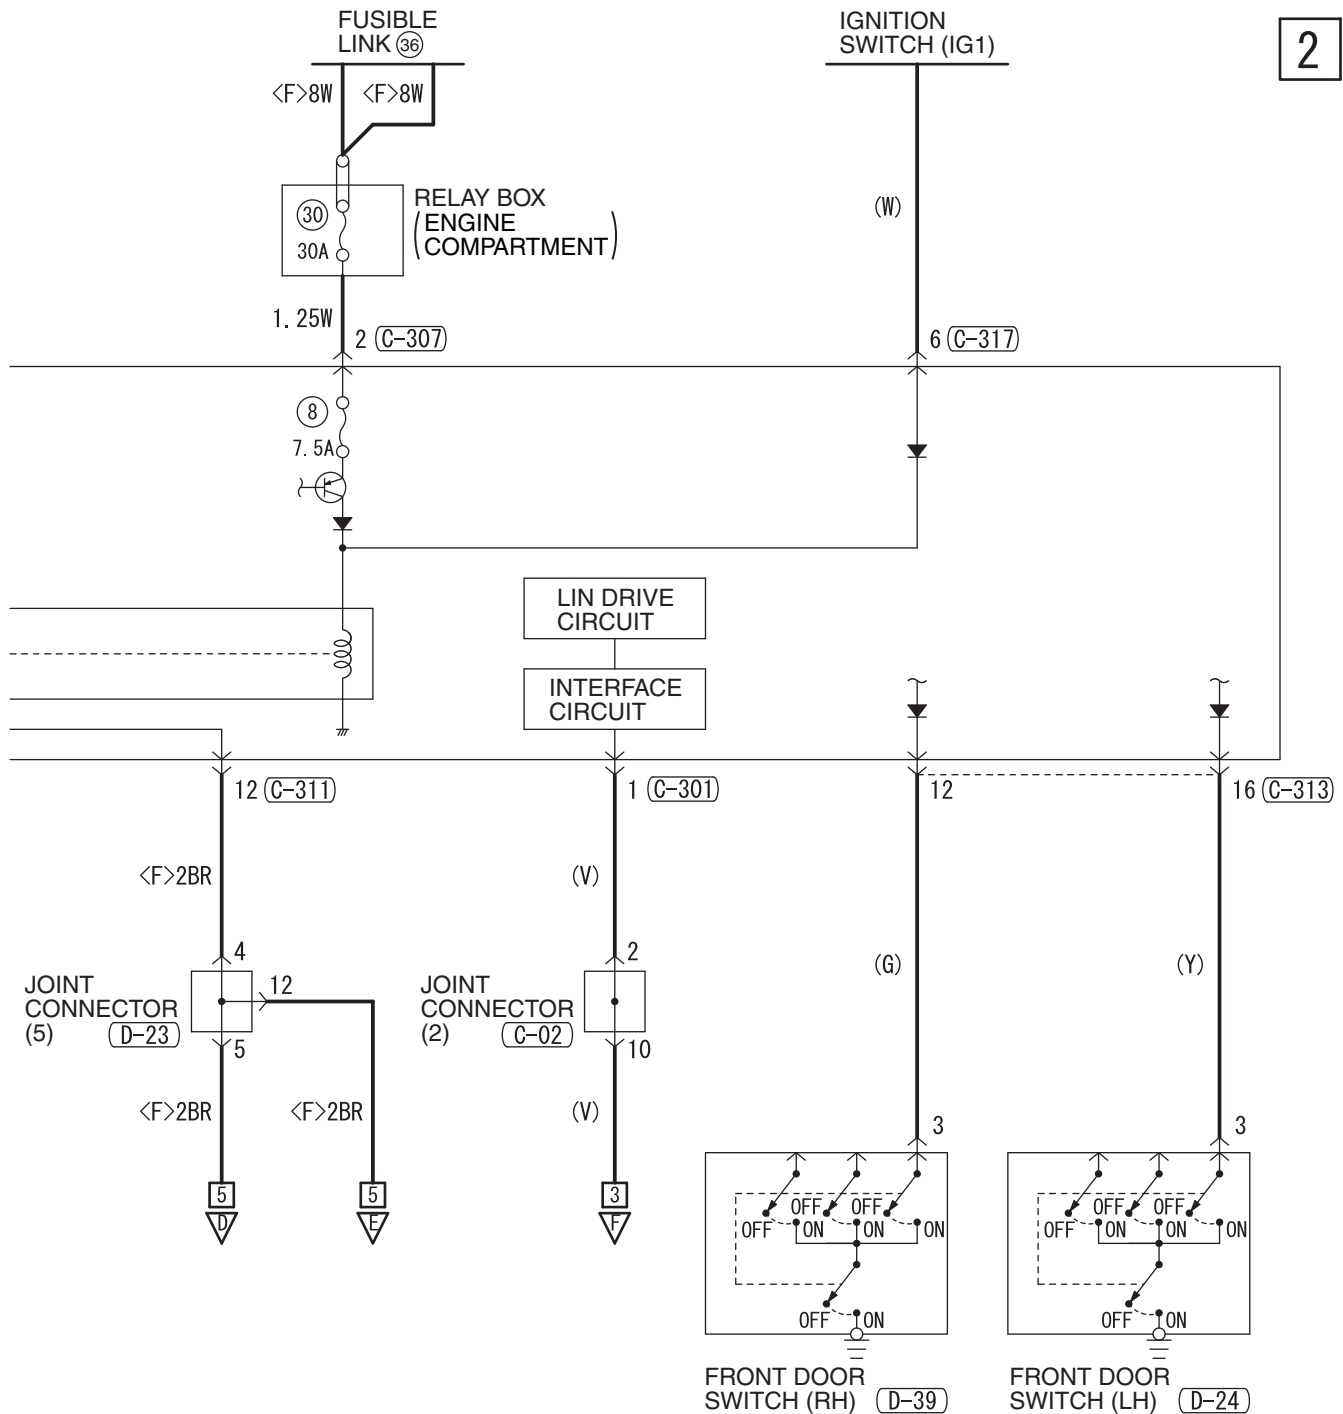 FUSIBLE
LINK 36
IGNITION
SWITCH (IG1)
2
<F>8W
<F>8W
(W)
30
30A
RELAY BOX
(ENGINE
COMPARTMENT)
1. 25W
2 C-307
6 C-317
8
7. 5A
LIN DRIVE
CIRCUIT
INTERFACE
CIRCUIT
12 C-311
1 C-301
12
16 C-313
<F>2BR
(V)
(G)
(Y)
4
12
JOINT
CONNECTOR
(5) D-23
5
2
JOINT
CONNECTOR
(2) C-02
10
<F>2BR
<F>2BR
(V)
3
3
5
D
5
E
3
F
OFF
OFF
OFF
ON
ON
ON
OFF
ON
OFF
OFF
OFF
ON
ON
ON
OFF
ON
FRONT DOOR
SWITCH (RH) D-39
FRONT DOOR
SWITCH (LH) D-24